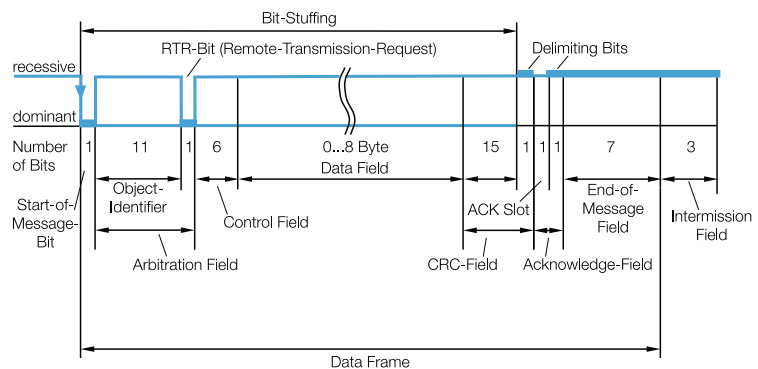 Bit-Stuffing
RTR-Bit (Remote-Transmission-Request)
Delimiting Bits
recessive
dominant
Number
of Bits
1
11
1
6
0...8 Byte
15
1
1
1
7
3
Data Field
Start-of-
Message-
Bit
Object-
Identifier
Control Field
ACK Slot
End-of-
Message
Field
Intermission
Field
Arbitration Field
CRC-Field
Acknowledge-Field
Data Frame